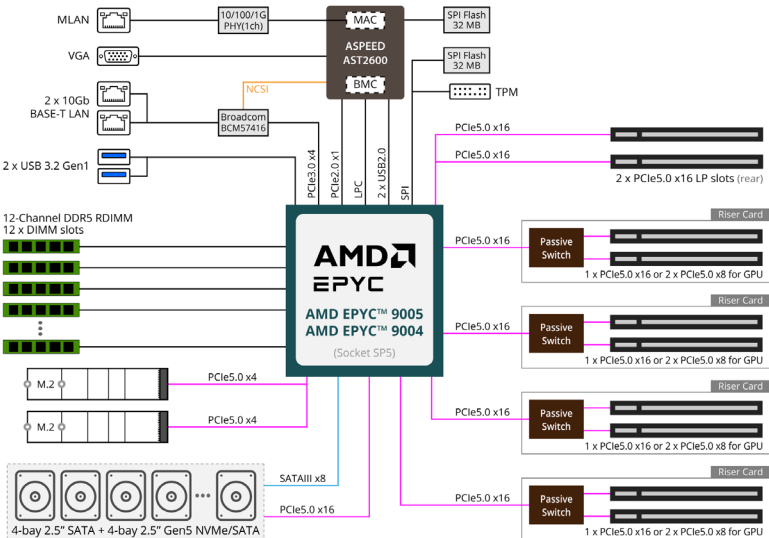 MLAN
10/100/1G
PHY(1ch)
MAC
SPI Flash
32 MB
ASPEED
AST2600
VGA
SPI Flash
32 MB
BMC
NCSI
TPM
2 x 10Gb
BASE-T LAN
Broadcom
BCM57416
2 x USB 3.2 Gen1
PCIe3.0 x4
PCIe2.0 x1
LPC
2 x USB2.0
SPI
PCIe5.0 x16
PCIe5.0 x16
2 x PCIe5.0 x16 LP slots (rear)
12-Channel DDR5 RDIMM
12 x DIMM slots
AMD
EPYC
AMD EPYC™ 9005
AMD EPYC™ 9004
(Socket SP5)
Riser Card
PCIe5.0 x16
Passive
Switch
1 x PCIe5.0 x16 or 2 x PCIe5.0 x8 for GPU
Riser Card
PCIe5.0 x16
Passive
Switch
1 x PCIe5.0 x16 or 2 x PCIe5.0 x8 for GPU
Riser Card
PCIe5.0 x16
Passive
Switch
1 x PCIe5.0 x16 or 2 x PCIe5.0 x8 for GPU
Riser Card
PCIe5.0 x16
Passive
Switch
1 x PCIe5.0 x16 or 2 x PCIe5.0 x8 for GPU
M.2
PCIe5.0 x4
M.2
PCIe5.0 x4
SATAIII x8
PCIe5.0 x16
4-bay 2.5" SATA + 4-bay 2.5" Gen5 NVMe/SATA